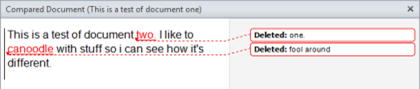 Compared Document (This is a test of document one)
This is a test of document two. I like to
canoodle with stuff so i can see how it's
different.
Deleted: one.
Deleted: fool around